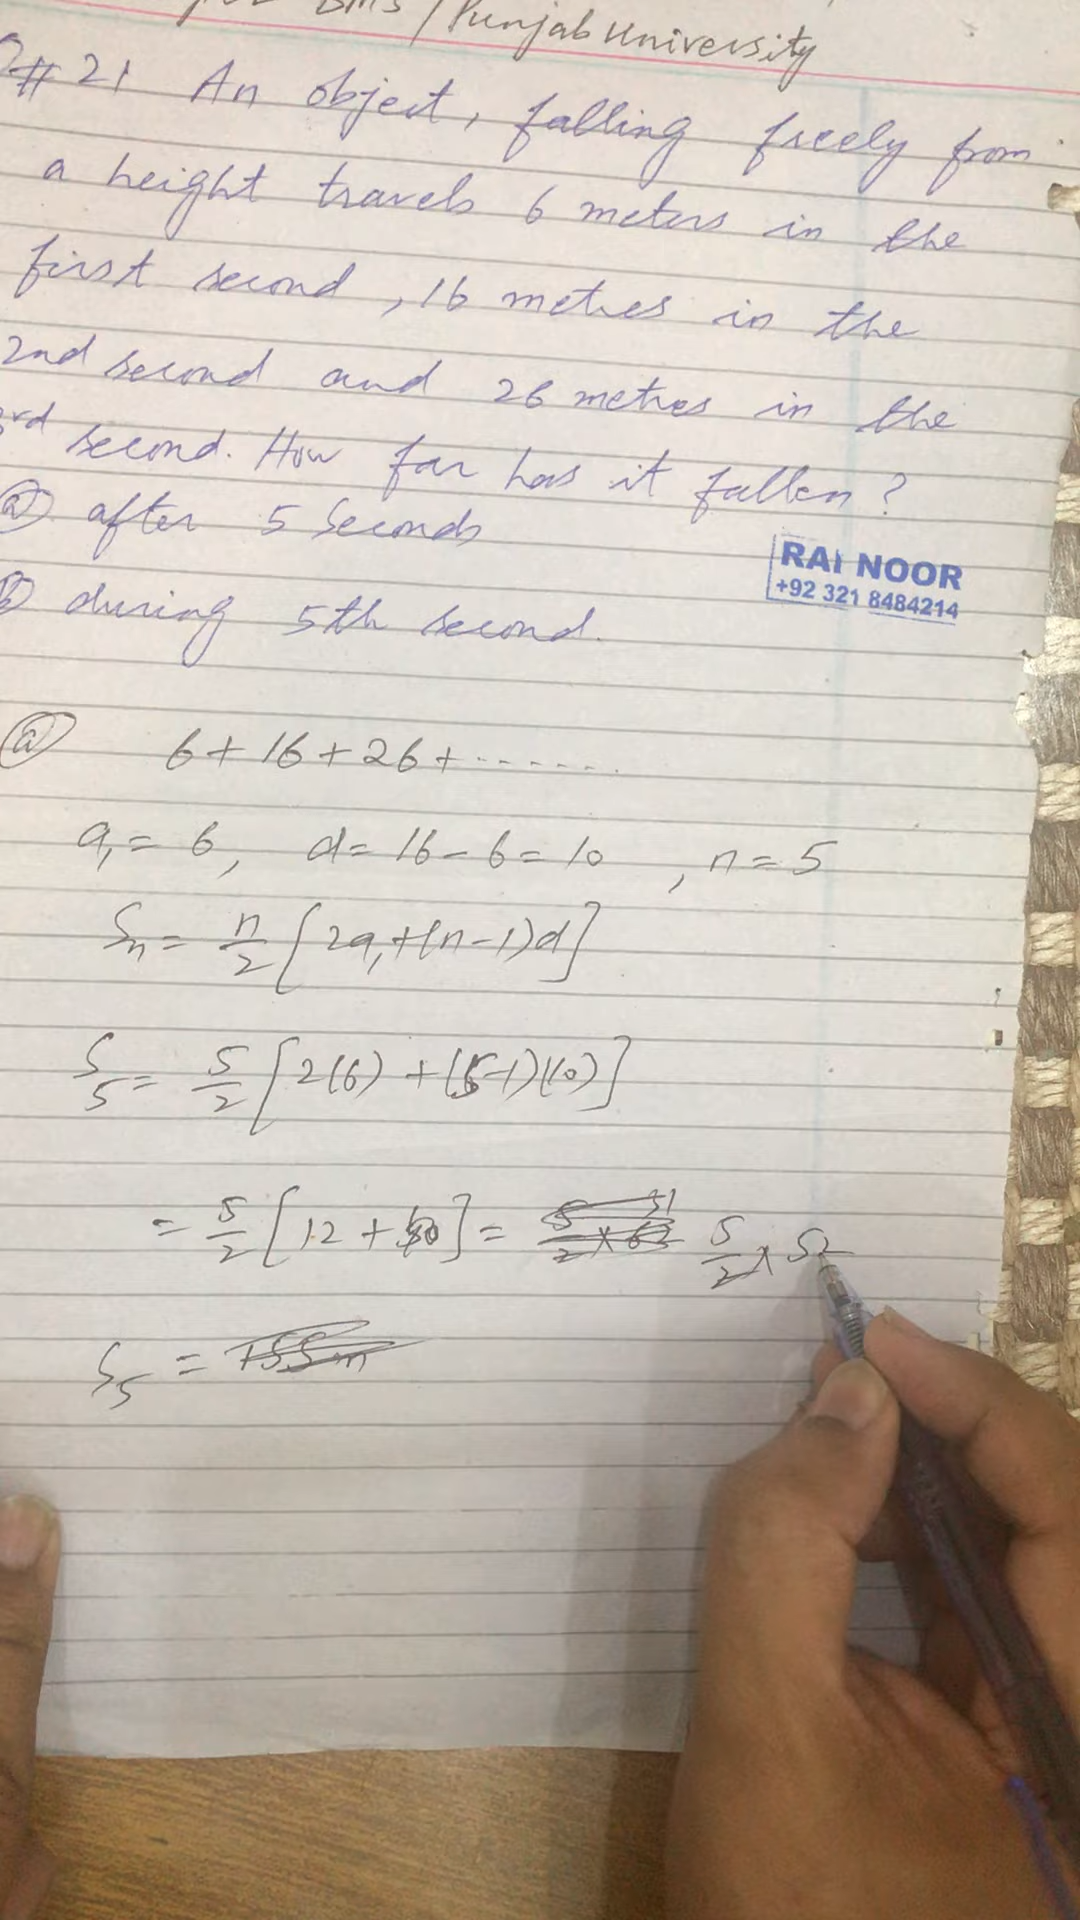 BMS / Punjab University
Q# 21 An object, falling freely from
a height travels 6 meters in the
first second, 16 metres in the
2nd second and 26 metres in the
3rd second. How far has it fallen?
(a) after 5 seconds
RAI NOOR
+92 321 8484214
(b) during 5th second.
(a) 6 + 16 + 26 + .......
a₁ = 6, d = 16 - 6 = 10, n = 5
Sn = n/2 [2a₁ + (n-1)d]
S5 = 5/2 [2(6) + (5-1)(10)]
= 5/2 [12 + 40] = 5/2 × 52
S5 =